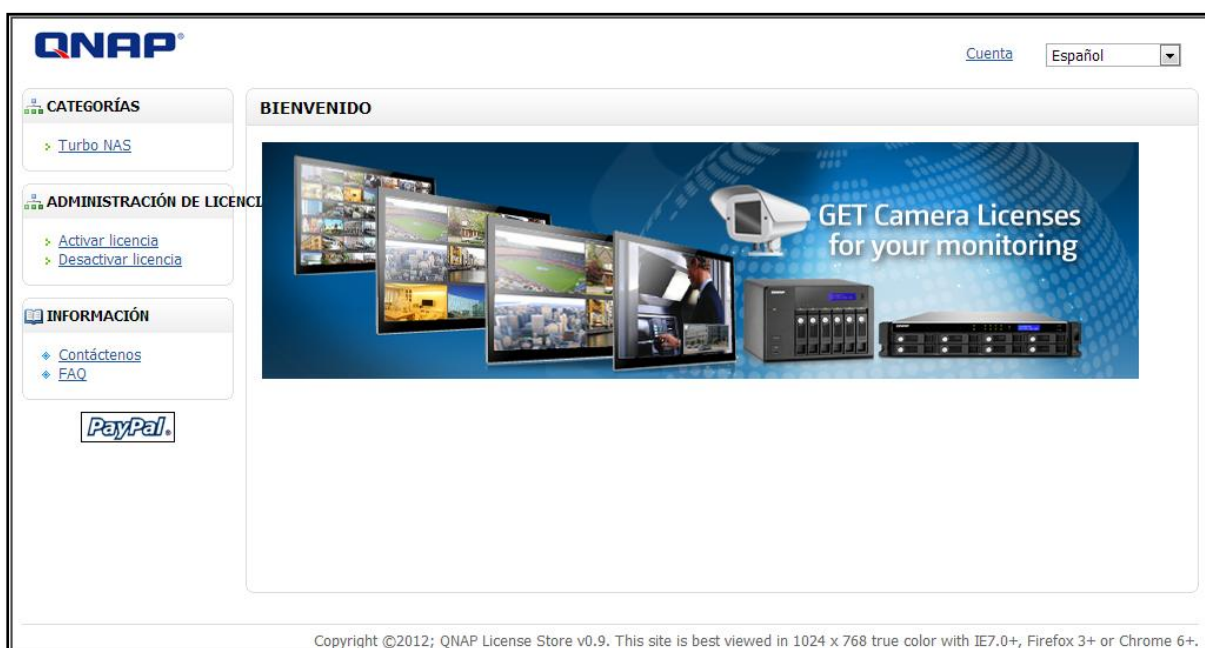 QNAP
Cuenta
Español
CATEGORÍAS
Turbo NAS
ADMINISTRACIÓN DE LICENCI
Activar licencia
Desactivar licencia
INFORMACIÓN
Contáctenos
FAQ
PayPal
BIENVENIDO
GET Camera Licenses
for your monitoring
Copyright ©2012; QNAP License Store v0.9. This site is best viewed in 1024 x 768 true color with IE7.0+, Firefox 3+ or Chrome 6+.